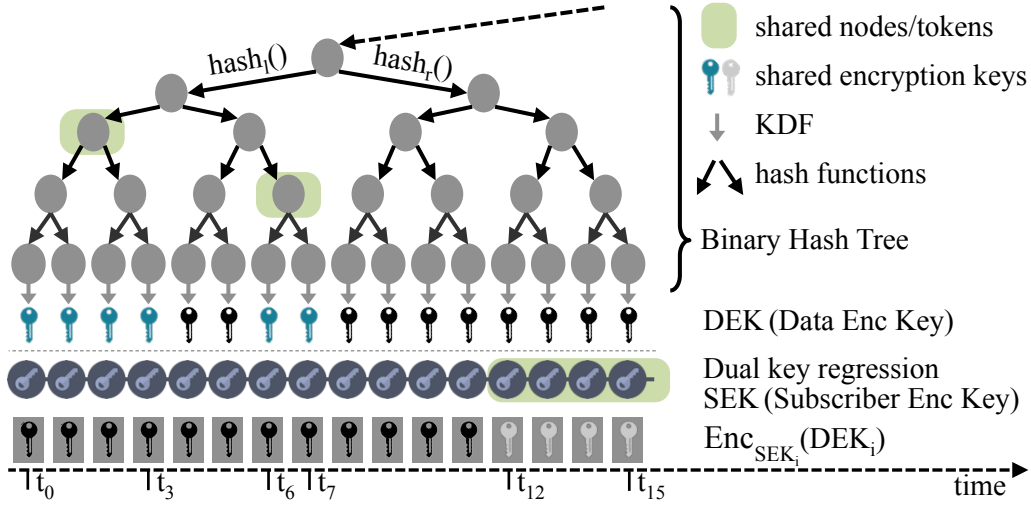 shared nodes/tokens
hash_l()
hash_r()
shared encryption keys
KDF
hash functions
Binary Hash Tree
DEK (Data Enc Key)
Dual key regression
SEK (Subscriber Enc Key)
Enc_SEK_i(DEK_i)
t_0 t_3 t_6 t_7 t_12 t_15 time